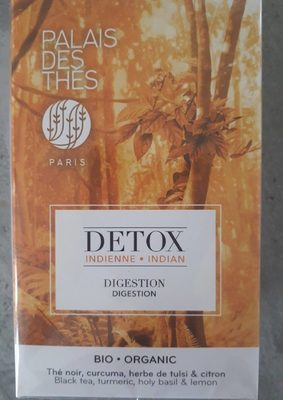 PALAIS
DES
THÉS
PARIS
DETOX
INDIENNE • INDIAN
DIGESTION
DIGESTION
BIO • ORGANIC
Thé noir, curcuma, herbe de tulsi & citron
Black tea, turmeric, holy basil & lemon